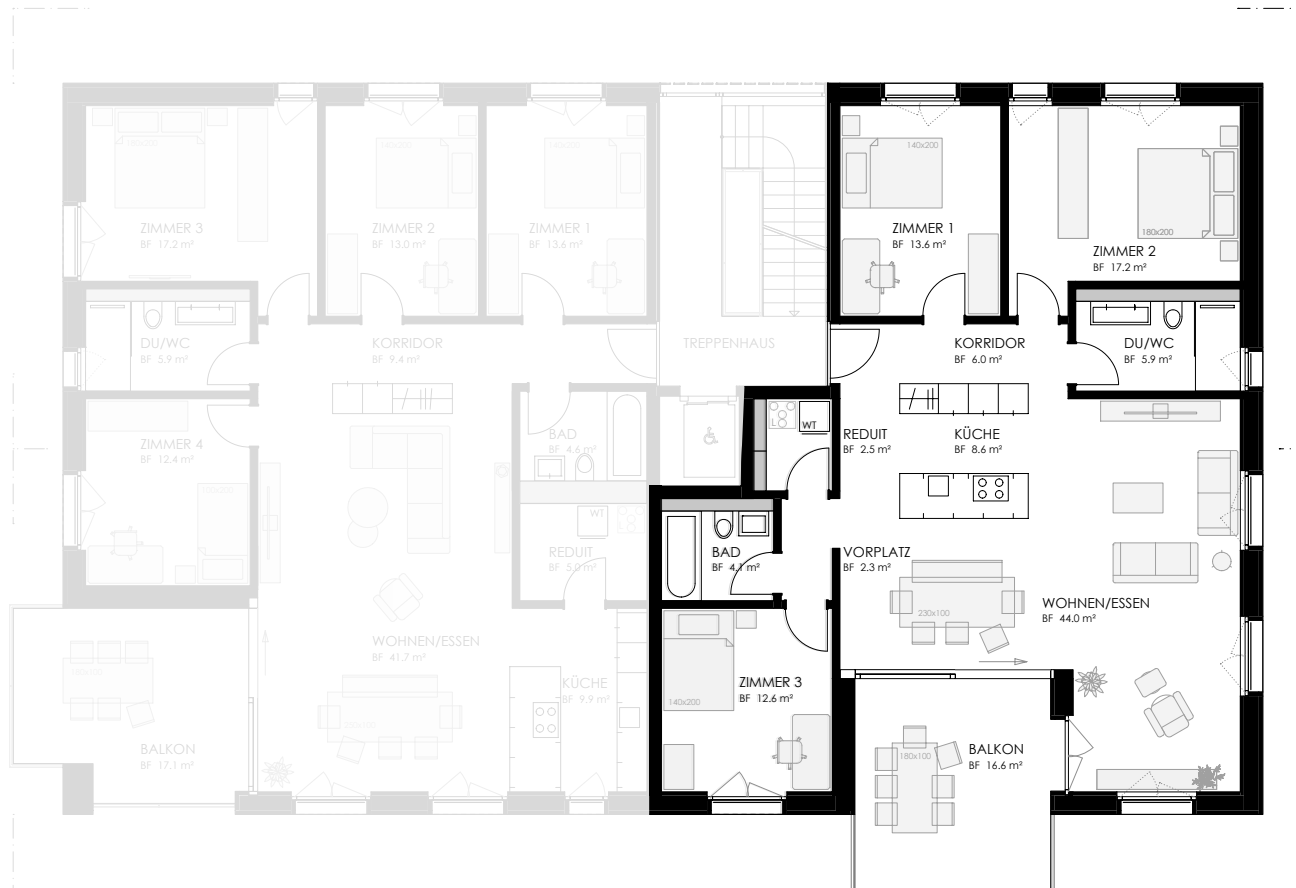 ZIMMER 3
BF 17.2 m²
ZIMMER 2
BF 13.0 m²
140x200
ZIMMER 1
BF 13.6 m²
DU/WC
BF 5.9 m²
KORRIDOR
BF 9.4 m²
TREPPENHAUS
ZIMMER 4
BF 12.4 m²
BAD
BF 4.6 m²
WT
REDUIT
BF 5.0 m²
WOHNEN/ESSEN
BF 41.7 m²
230x100
KÜCHE
BF 9.9 m²
BALKON
BF 17.1 m²
140x200
ZIMMER 1
BF 13.6 m²
180x200
ZIMMER 2
BF 17.2 m²
KORRIDOR
BF 6.0 m²
DU/WC
BF 5.9 m²
WT
REDUIT
BF 2.5 m²
KÜCHE
BF 8.6 m²
BAD
BF 4.1 m²
VORPLATZ
BF 2.3 m²
230x100
WOHNEN/ESSEN
BF 44.0 m²
ZIMMER 3
BF 12.6 m²
140x200
BALKON
BF 16.6 m²
180x100